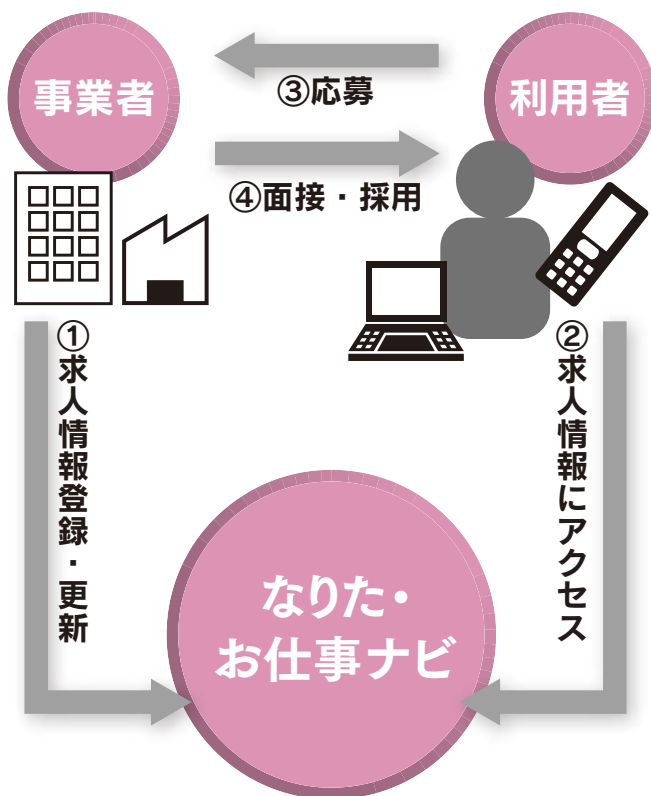 事業者
利用者
③応募
④面接・採用
①求人情報登録・更新
②求人情報にアクセス
なりた・
お仕事ナビ